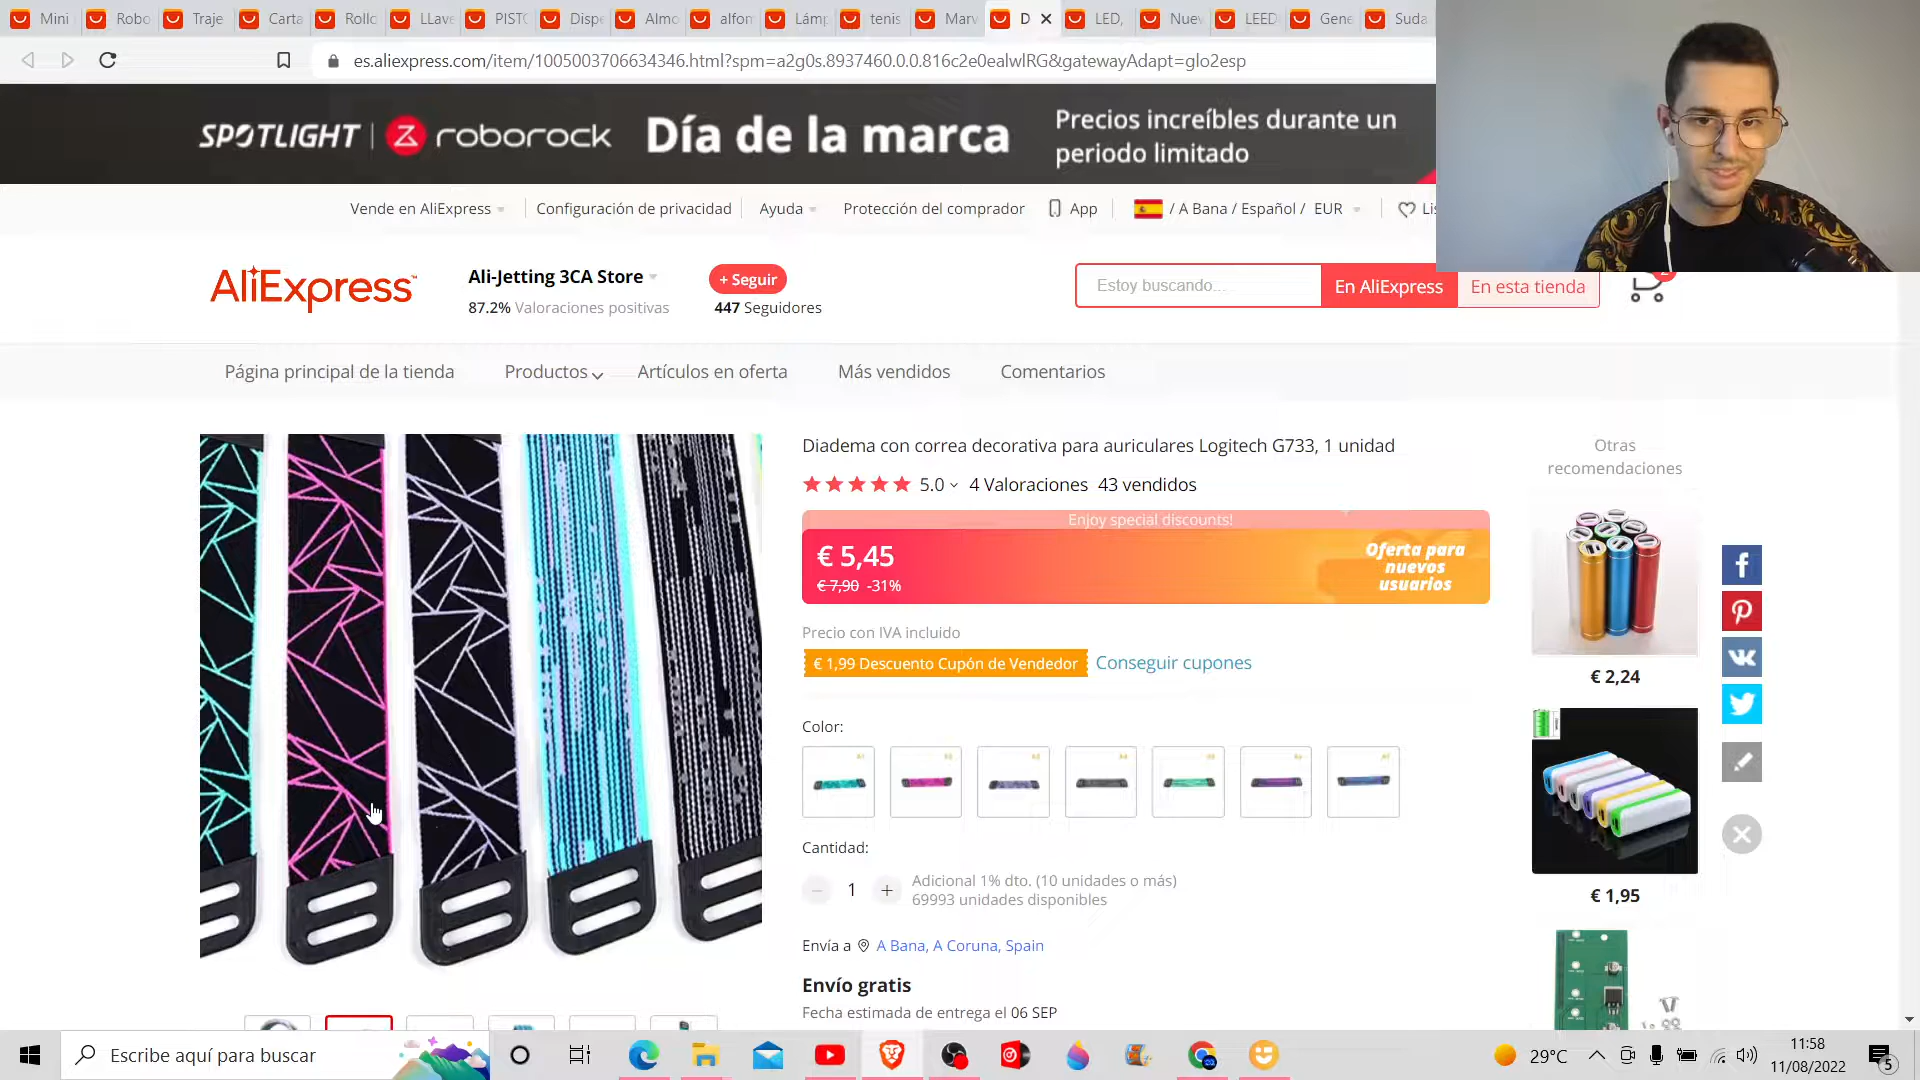 Mini
Robo
Traje
Carta
Rollo
LLave
PISTO
Dispe
Almo
alfon
Lámp
tenis
Marv
D
LED,
Nuev
LEED
Gene
Suda
es.aliexpress.com/item/1005003706634346.html?spm=a2g0s.8937460.0.0.816c2e0ealwlRG&gatewayAdapt=glo2esp
SPOTLIGHT | roborock
Día de la marca
Precios increíbles durante un
periodo limitado
Vende en AliExpress
Configuración de privacidad
Ayuda
Protección del comprador
App
/ A Bana / Español / EUR
Lis
AliExpress™
Ali-Jetting 3CA Store
87.2% Valoraciones positivas
+ Seguir
447 Seguidores
Estoy buscando...
En AliExpress
En esta tienda
Página principal de la tienda
Productos
Artículos en oferta
Más vendidos
Comentarios
Diadema con correa decorativa para auriculares Logitech G733, 1 unidad
5.0 4 Valoraciones 43 vendidos
Enjoy special discounts!
€ 5,45
€ 7,90 -31%
Oferta para
nuevos
usuarios
Precio con IVA incluido
€ 1,99 Descuento Cupón de Vendedor
Conseguir cupones
Color:
Cantidad:
− 1 +
Adicional 1% dto. (10 unidades o más)
69993 unidades disponibles
Envía a A Bana, A Coruna, Spain
Envío gratis
Fecha estimada de entrega el 06 SEP
Otras
recomendaciones
€ 2,24
€ 1,95
Escribe aquí para buscar
29°C
11:58
11/08/2022
5